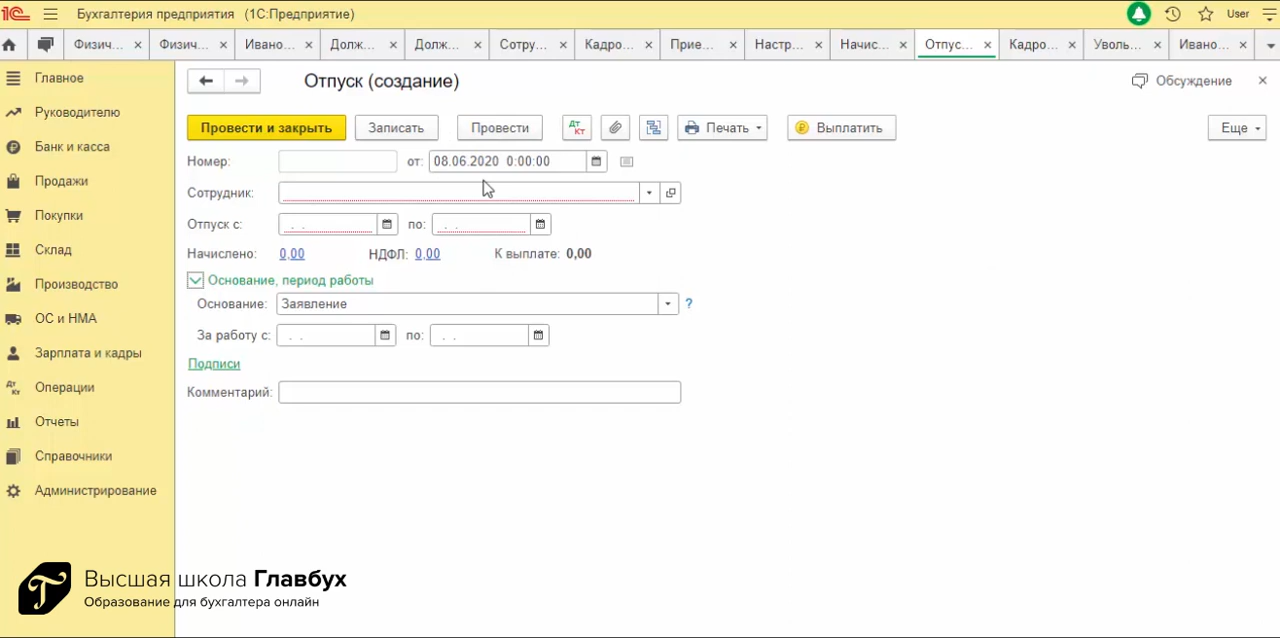 1С Бухгалтерия предприятия (1С:Предприятие) User
Физич... × Физич... × Ивано... × Долж... × Долж... × Сотру... × Кадро... × Прие... × Настр... × Начис... × Отпус... × Кадро... × Уволь... × Ивано... ×
Главное
Руководителю
Банк и касса
Продажи
Покупки
Склад
Производство
ОС и НМА
Зарплата и кадры
Операции
Отчеты
Справочники
Администрирование
Отпуск (создание) Обсуждение ×
Провести и закрыть Записать Провести Дт Кт Печать Выплатить Еще
Номер: от: 08.06.2020 0:00:00
Сотрудник:
Отпуск с: . . по: . .
Начислено: 0,00 НДФЛ: 0,00 К выплате: 0,00
Основание, период работы
Основание: Заявление ?
За работу с: . . по: . .
Подписи
Комментарий:
Высшая школа Главбух
Образование для бухгалтера онлайн